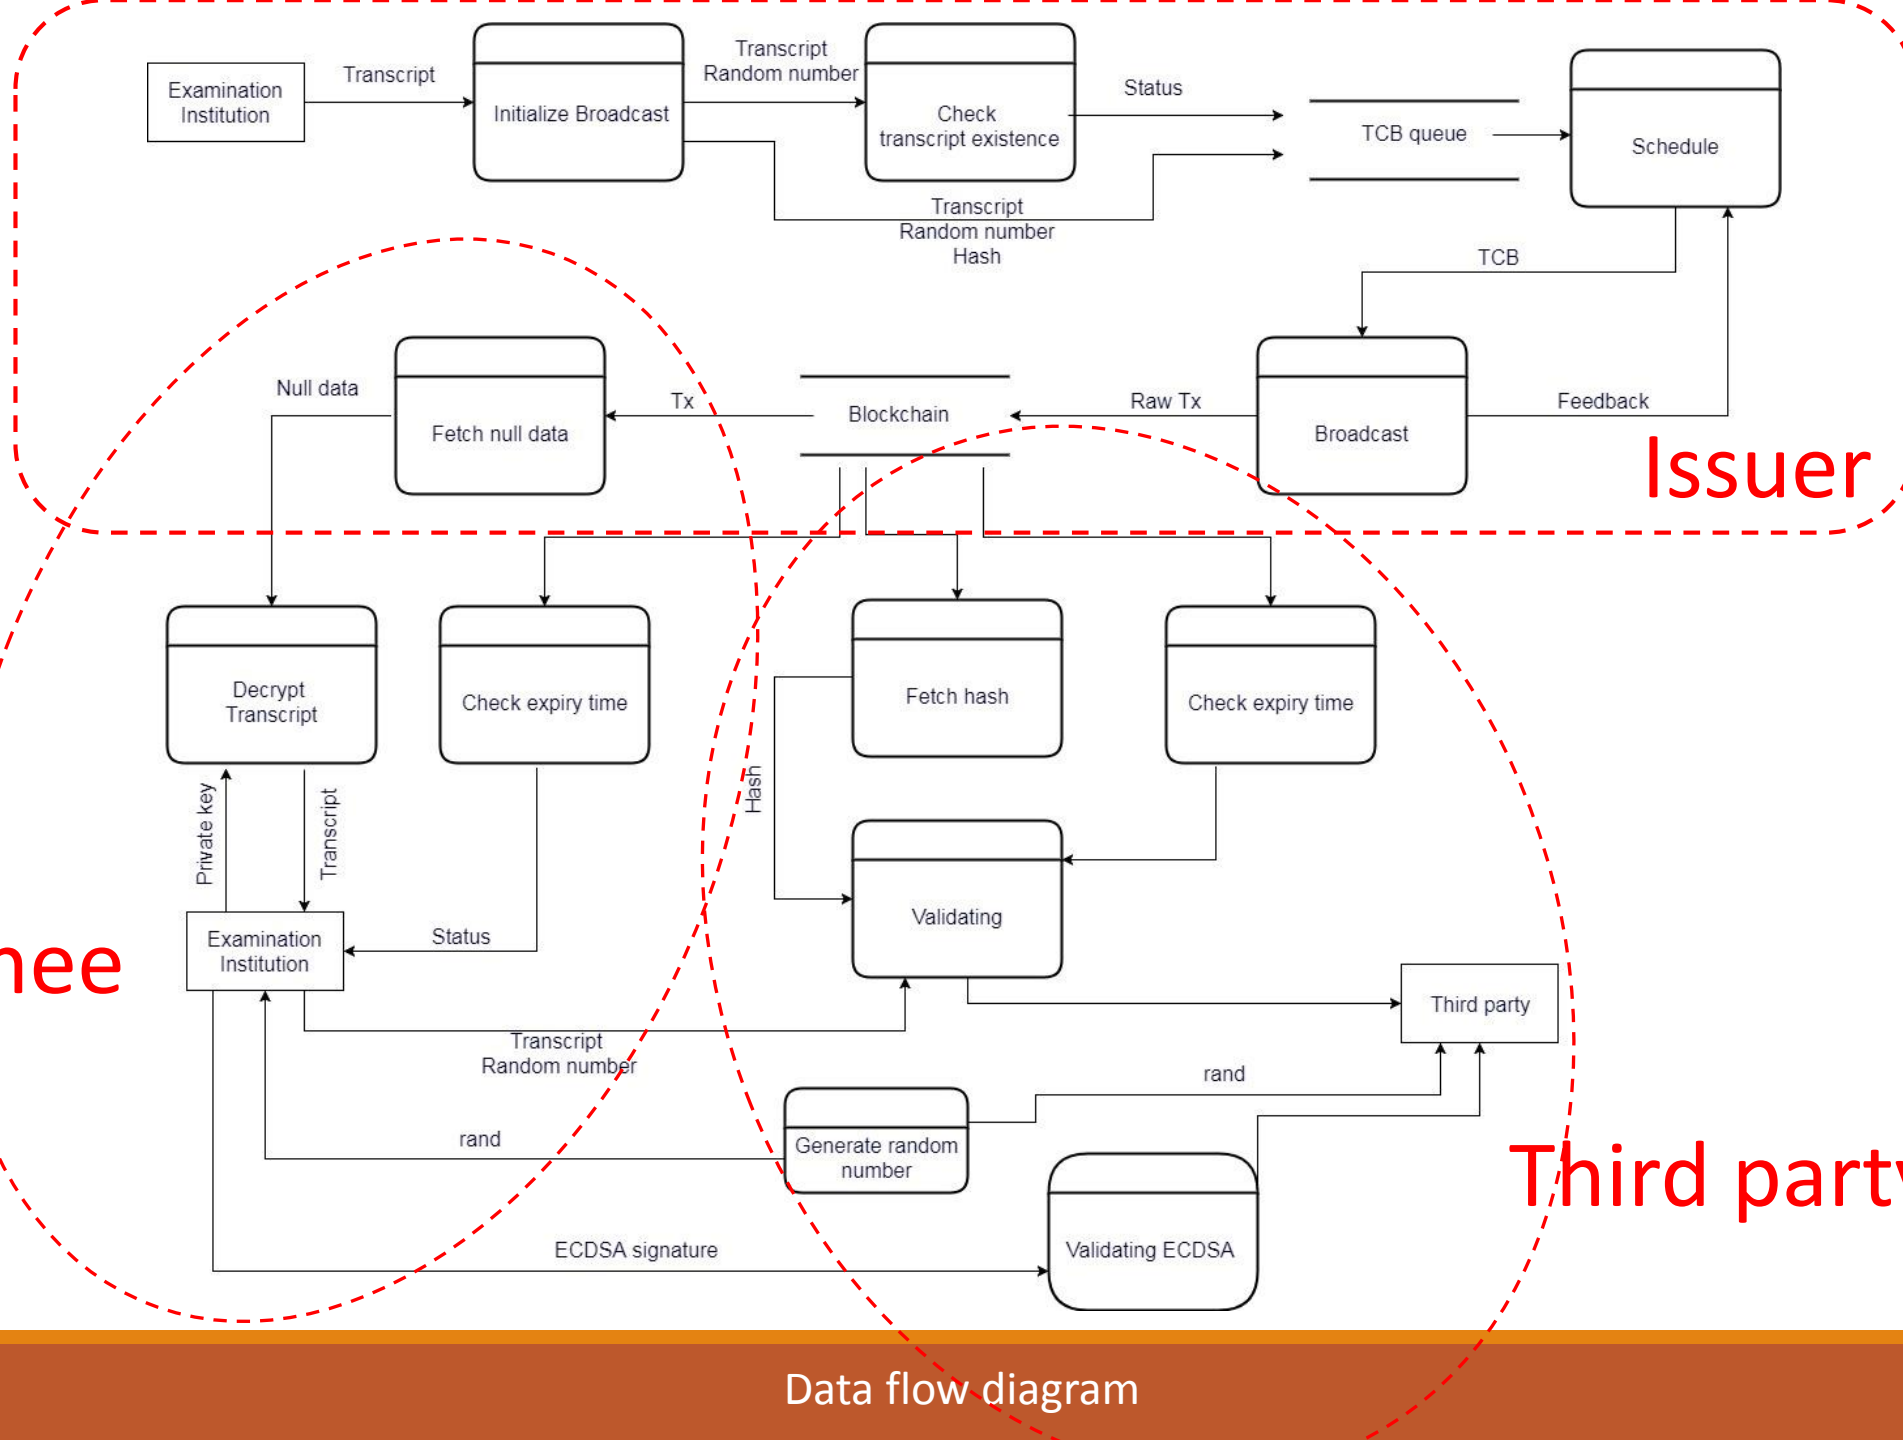 Examination
Institution
Transcript
Initialize Broadcast
Transcript
Random number
Check
transcript existence
Status
TCB queue
Schedule
Transcript
Random number
Hash
TCB
Null data
Fetch null data
Tx
Blockchain
Raw Tx
Broadcast
Feedback
Issuer
Decrypt
Transcript
Check expiry time
Fetch hash
Check expiry time
Private key
Transcript
Hash
Validating
Examination
Institution
Status
nee
Third party
Transcript
Random number
rand
rand
Generate random
number
Third party
ECDSA signature
Validating ECDSA
Data flow diagram